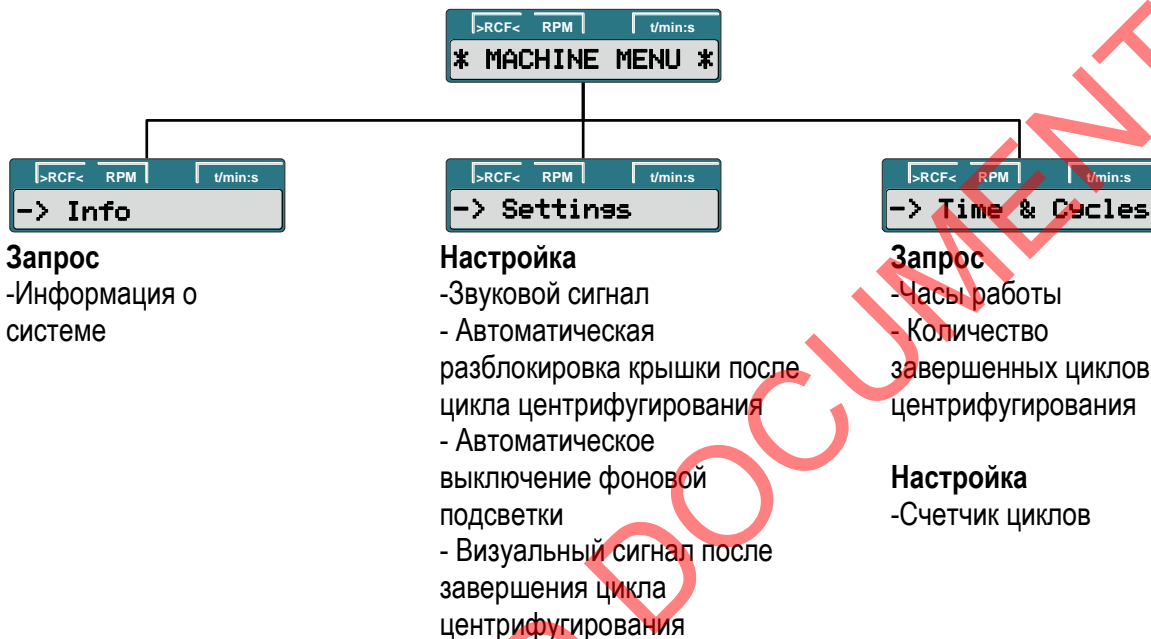 >RCF< RPM t/min:s
* MACHINE MENU *
>RCF< RPM t/min:s
-> Info
Запрос
-Информация о
системе
>RCF< RPM t/min:s
-> Settings
Настройка
-Звуковой сигнал
- Автоматическая
разблокировка крышки после
цикла центрифугирования
- Автоматическое
выключение фоновой
подсветки
- Визуальный сигнал после
завершения цикла
центрифугирования
>RCF< RPM t/min:s
-> Time & Cycles
Запрос
-Часы работы
- Количество
завершенных циклов
центрифугирования
Настройка
-Счетчик циклов
DOCUMENT